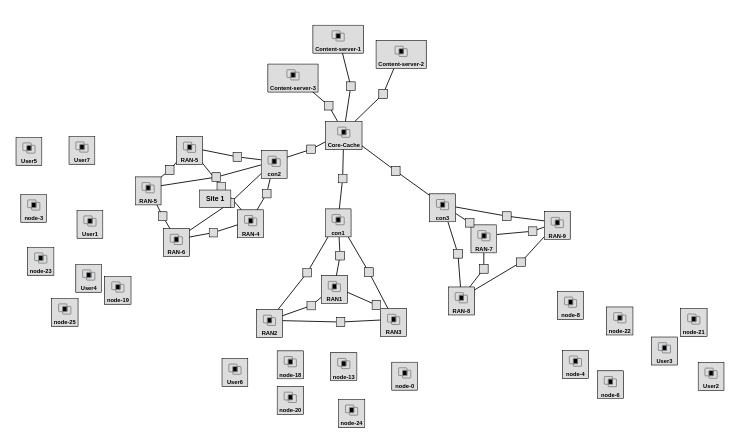 Content-server-1
Content-server-2
Content-server-3
Core-Cache
User5
User7
RAN-5
con2
RAN-5
Site 1
node-3
User1
RAN-4
RAN-6
con1
con3
RAN-7
RAN-9
node-23
User4
node-19
node-25
RAN1
RAN2
RAN3
RAN-8
node-8
node-22
node-21
User6
node-18
node-13
node-0
node-20
node-24
node-4
node-6
User3
User2